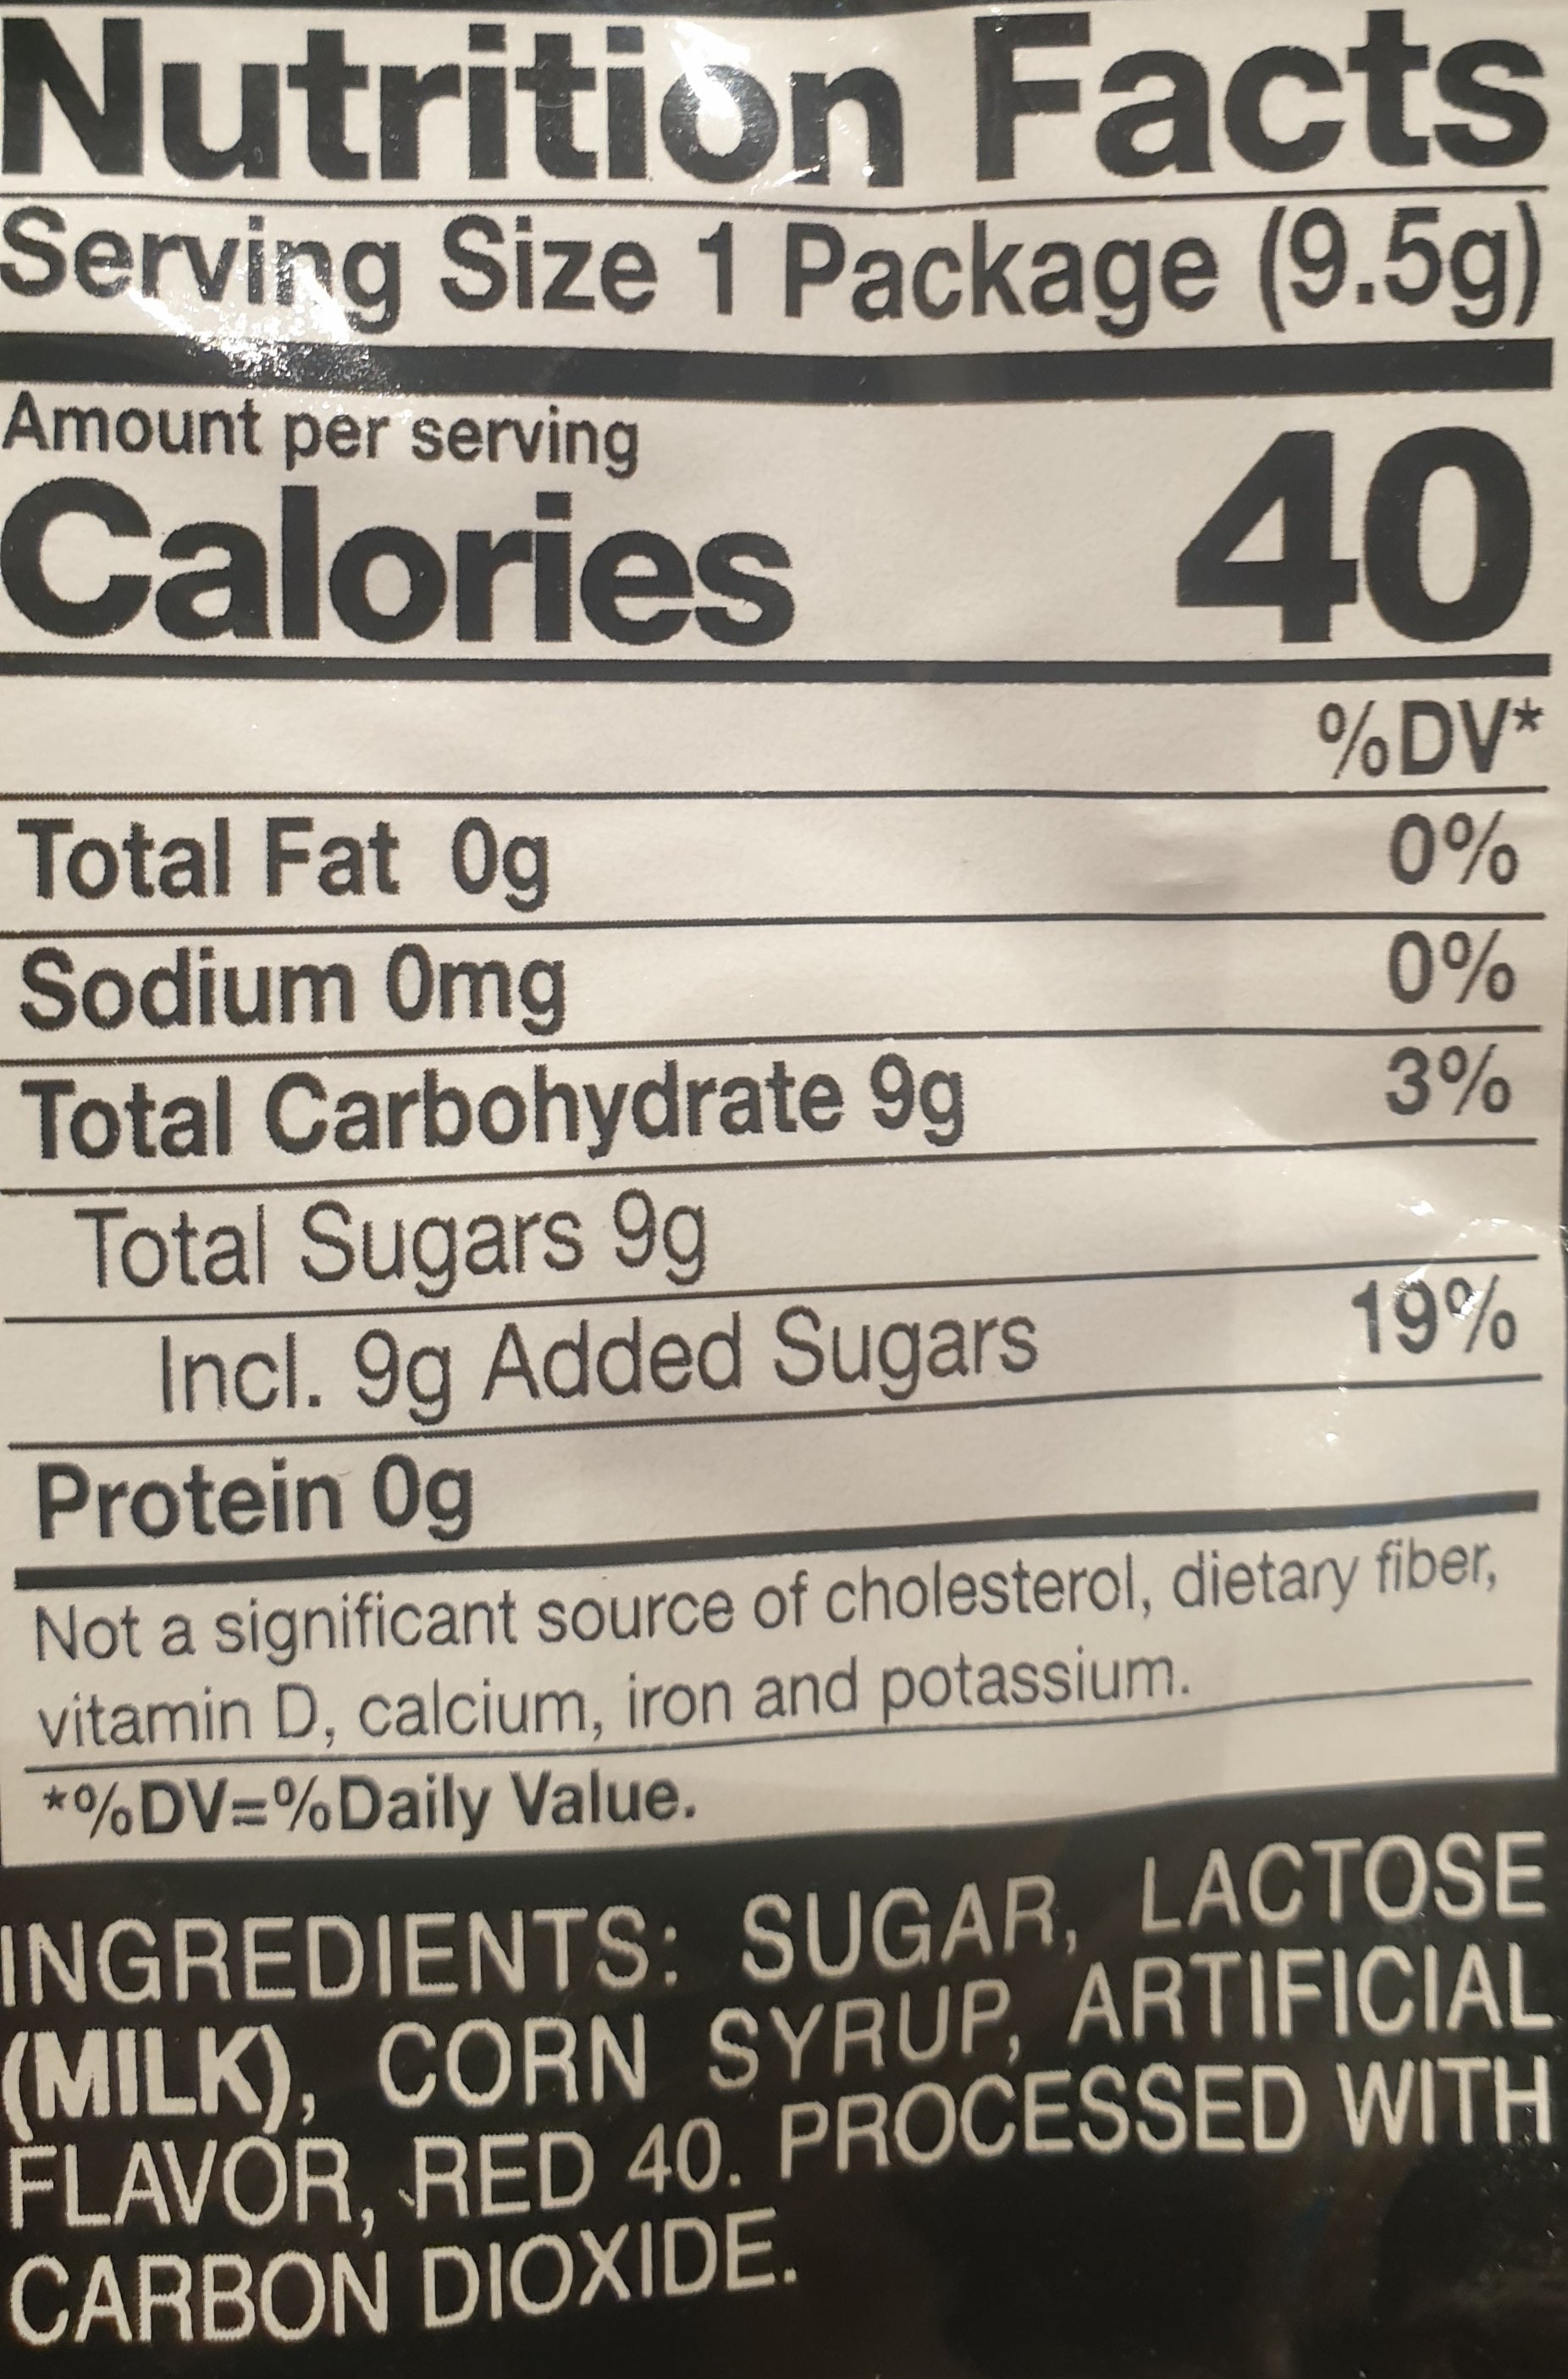 Nutrition Facts
Serving Size 1 Package (9.5g)
Amount per serving
Calories 40
%DV*
Total Fat 0g 0%
Sodium 0mg 0%
Total Carbohydrate 9g 3%
Total Sugars 9g
Incl. 9g Added Sugars 19%
Protein 0g
Not a significant source of cholesterol, dietary fiber,
vitamin D, calcium, iron and potassium.
*%DV=%Daily Value.
INGREDIENTS: SUGAR, LACTOSE
(MILK), CORN SYRUP, ARTIFICIAL
FLAVOR, RED 40. PROCESSED WITH
CARBON DIOXIDE.